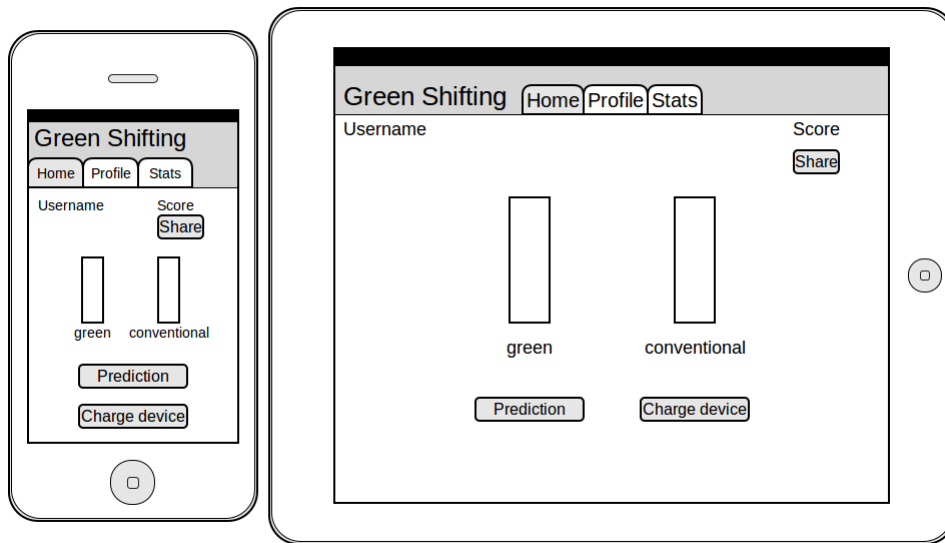 Green Shifting
Home Profile Stats
Username Score
Share
green conventional
Prediction
Charge device
Green Shifting Home Profile Stats
Username Score
Share
green conventional
Prediction Charge device